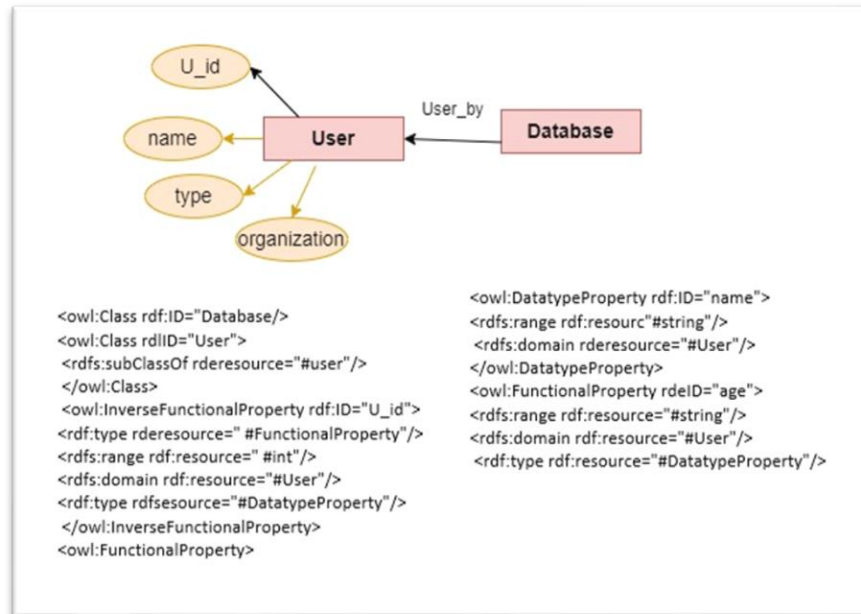 U_id
name
User
User_by
Database
type
organization
<owl:Class rdf:ID="Database/>
<owl:Class rdlID="User">
<rdfs:subClassOf rderesource="#user"/>
</owl:Class>
<owl:InverseFunctionalProperty rdf:ID="U_id">
<rdf:type rderesource=" #FunctionalProperty"/>
<rdfs:range rdf:resource=" #int"/>
<rdfs:domain rdf:resource="#User"/>
<rdf:type rdfsesource="#DatatypeProperty"/>
</owl:InverseFunctionalProperty>
<owl:FunctionalProperty>
<owl:DatatypeProperty rdf:ID="name">
<rdfs:range rdf:resourc"#string"/>
<rdfs:domain rderesource="#User"/>
</owl:DatatypeProperty>
<owl:FunctionalProperty rdeID="age">
<rdfs:range rdf:resource="#string"/>
<rdfs:domain rdf:resource="#User"/>
<rdf:type rdf:resource="#DatatypeProperty"/>